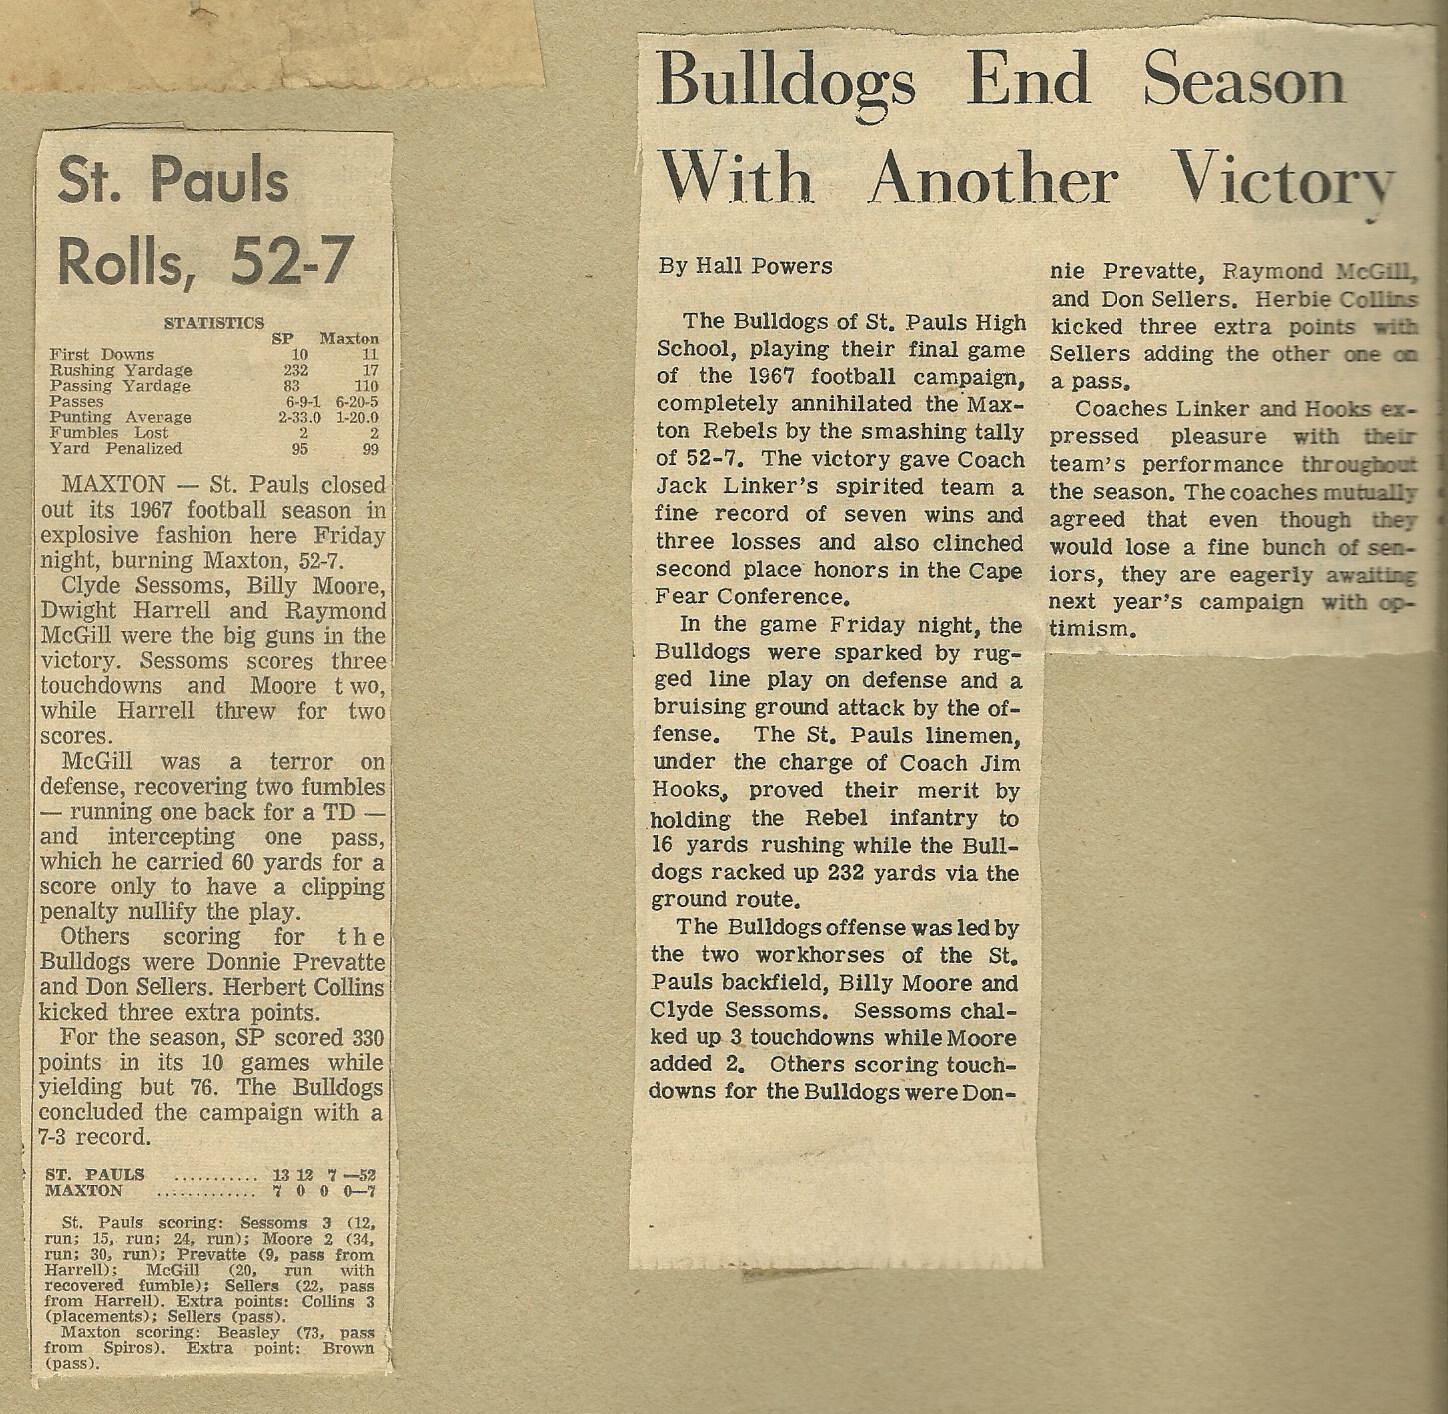 St. Pauls
Rolls, 52-7
STATISTICS
SP Maxton
First Downs 10 11
Rushing Yardage 232 17
Passing Yardage 83 110
Passes 6-9-1 6-20-5
Punting Average 2-33.0 1-20.0
Fumbles Lost 2 2
Yard Penalized 95 99
MAXTON — St. Pauls closed
out its 1967 football season in
explosive fashion here Friday
night, burning Maxton, 52-7.
Clyde Sessoms, Billy Moore,
Dwight Harrell and Raymond
McGill were the big guns in the
victory. Sessoms scores three
touchdowns and Moore two,
while Harrell threw for two
scores.
McGill was a terror on
defense, recovering two fumbles
— running one back for a TD —
and intercepting one pass,
which he carried 60 yards for a
score only to have a clipping
penalty nullify the play.
Others scoring for the
Bulldogs were Donnie Prevatte
and Don Sellers. Herbert Collins
kicked three extra points.
For the season, SP scored 330
points in its 10 games while
yielding but 76. The Bulldogs
concluded the campaign with a
7-3 record.
ST. PAULS ........... 13 12 7 —52
MAXTON ............. 7 0 0 0—7
St. Pauls scoring: Sessoms 3 (12,
run; 15, run; 24, run); Moore 2 (34,
run; 30, run); Prevatte (9, pass from
Harrell); McGill (20, run with
recovered fumble); Sellers (22, pass
from Harrell). Extra points: Collins 3
(placements); Sellers (pass).
Maxton scoring: Beasley (73, pass
from Spiros). Extra point: Brown
(pass).
Bulldogs End Season
With Another Victory
By Hall Powers
The Bulldogs of St. Pauls High
School, playing their final game
of the 1967 football campaign,
completely annihilated the Max-
ton Rebels by the smashing tally
of 52-7. The victory gave Coach
Jack Linker's spirited team a
fine record of seven wins and
three losses and also clinched
second place honors in the Cape
Fear Conference.
In the game Friday night, the
Bulldogs were sparked by rug-
ged line play on defense and a
bruising ground attack by the of-
fense. The St. Pauls linemen,
under the charge of Coach Jim
Hooks, proved their merit by
holding the Rebel infantry to
16 yards rushing while the Bull-
dogs racked up 232 yards via the
ground route.
The Bulldogs offense was led by
the two workhorses of the St.
Pauls backfield, Billy Moore and
Clyde Sessoms. Sessoms chal-
ked up 3 touchdowns while Moore
added 2. Others scoring touch-
downs for the Bulldogs were Don-
nie Prevatte, Raymond McGill,
and Don Sellers. Herbie Collins
kicked three extra points with
Sellers adding the other one on
a pass.
Coaches Linker and Hooks ex-
pressed pleasure with their
team's performance throughout
the season. The coaches mutually
agreed that even though they
would lose a fine bunch of sen-
iors, they are eagerly awaiting
next year's campaign with op-
timism.